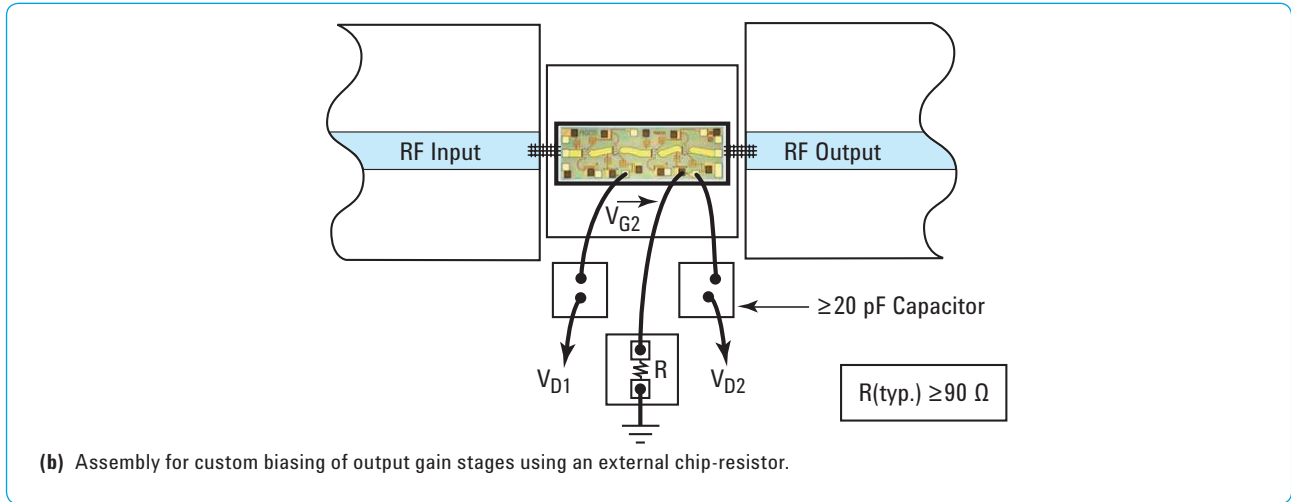 RF Input
RF Output
V_G2
≥20 pF Capacitor
V_D1
R
V_D2
R(typ.) ≥90 Ω
(b) Assembly for custom biasing of output gain stages using an external chip-resistor.